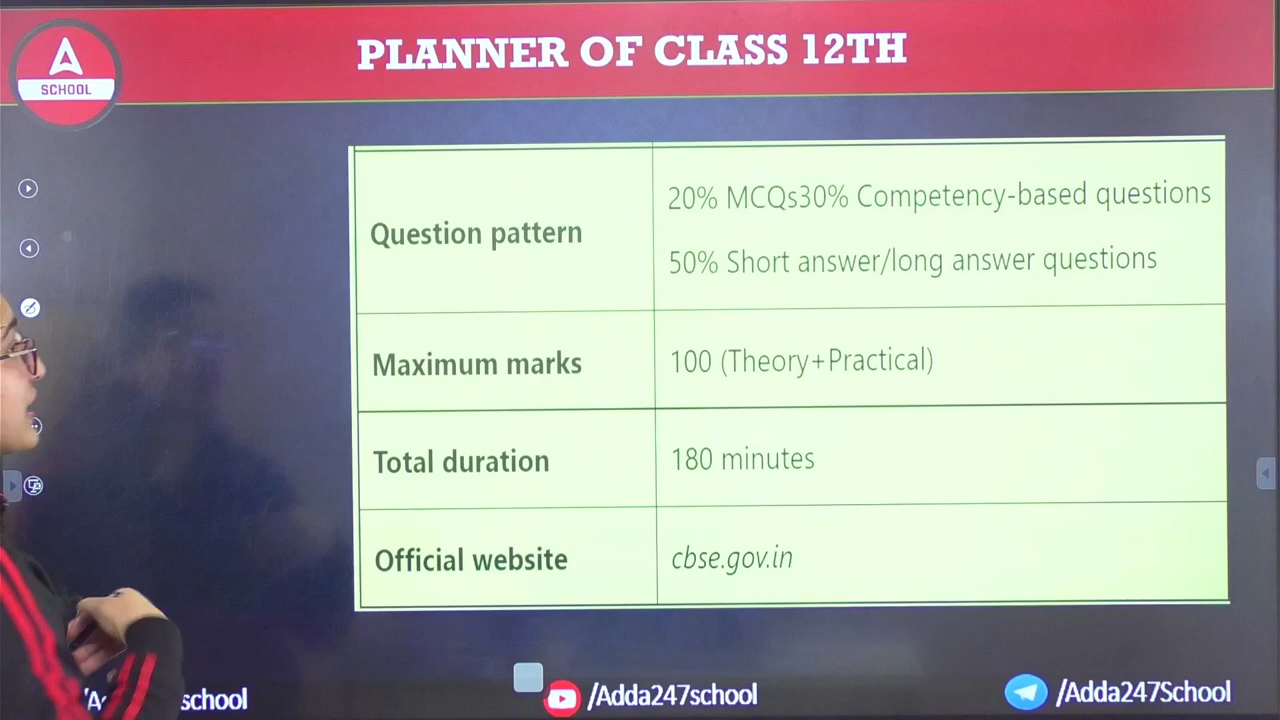 SCHOOL
PLANNER OF CLASS 12TH
Question pattern
20% MCQs30% Competency-based questions
50% Short answer/long answer questions
Maximum marks
100 (Theory+Practical)
Total duration
180 minutes
Official website
cbse.gov.in
school
/Adda247school
/Adda247School